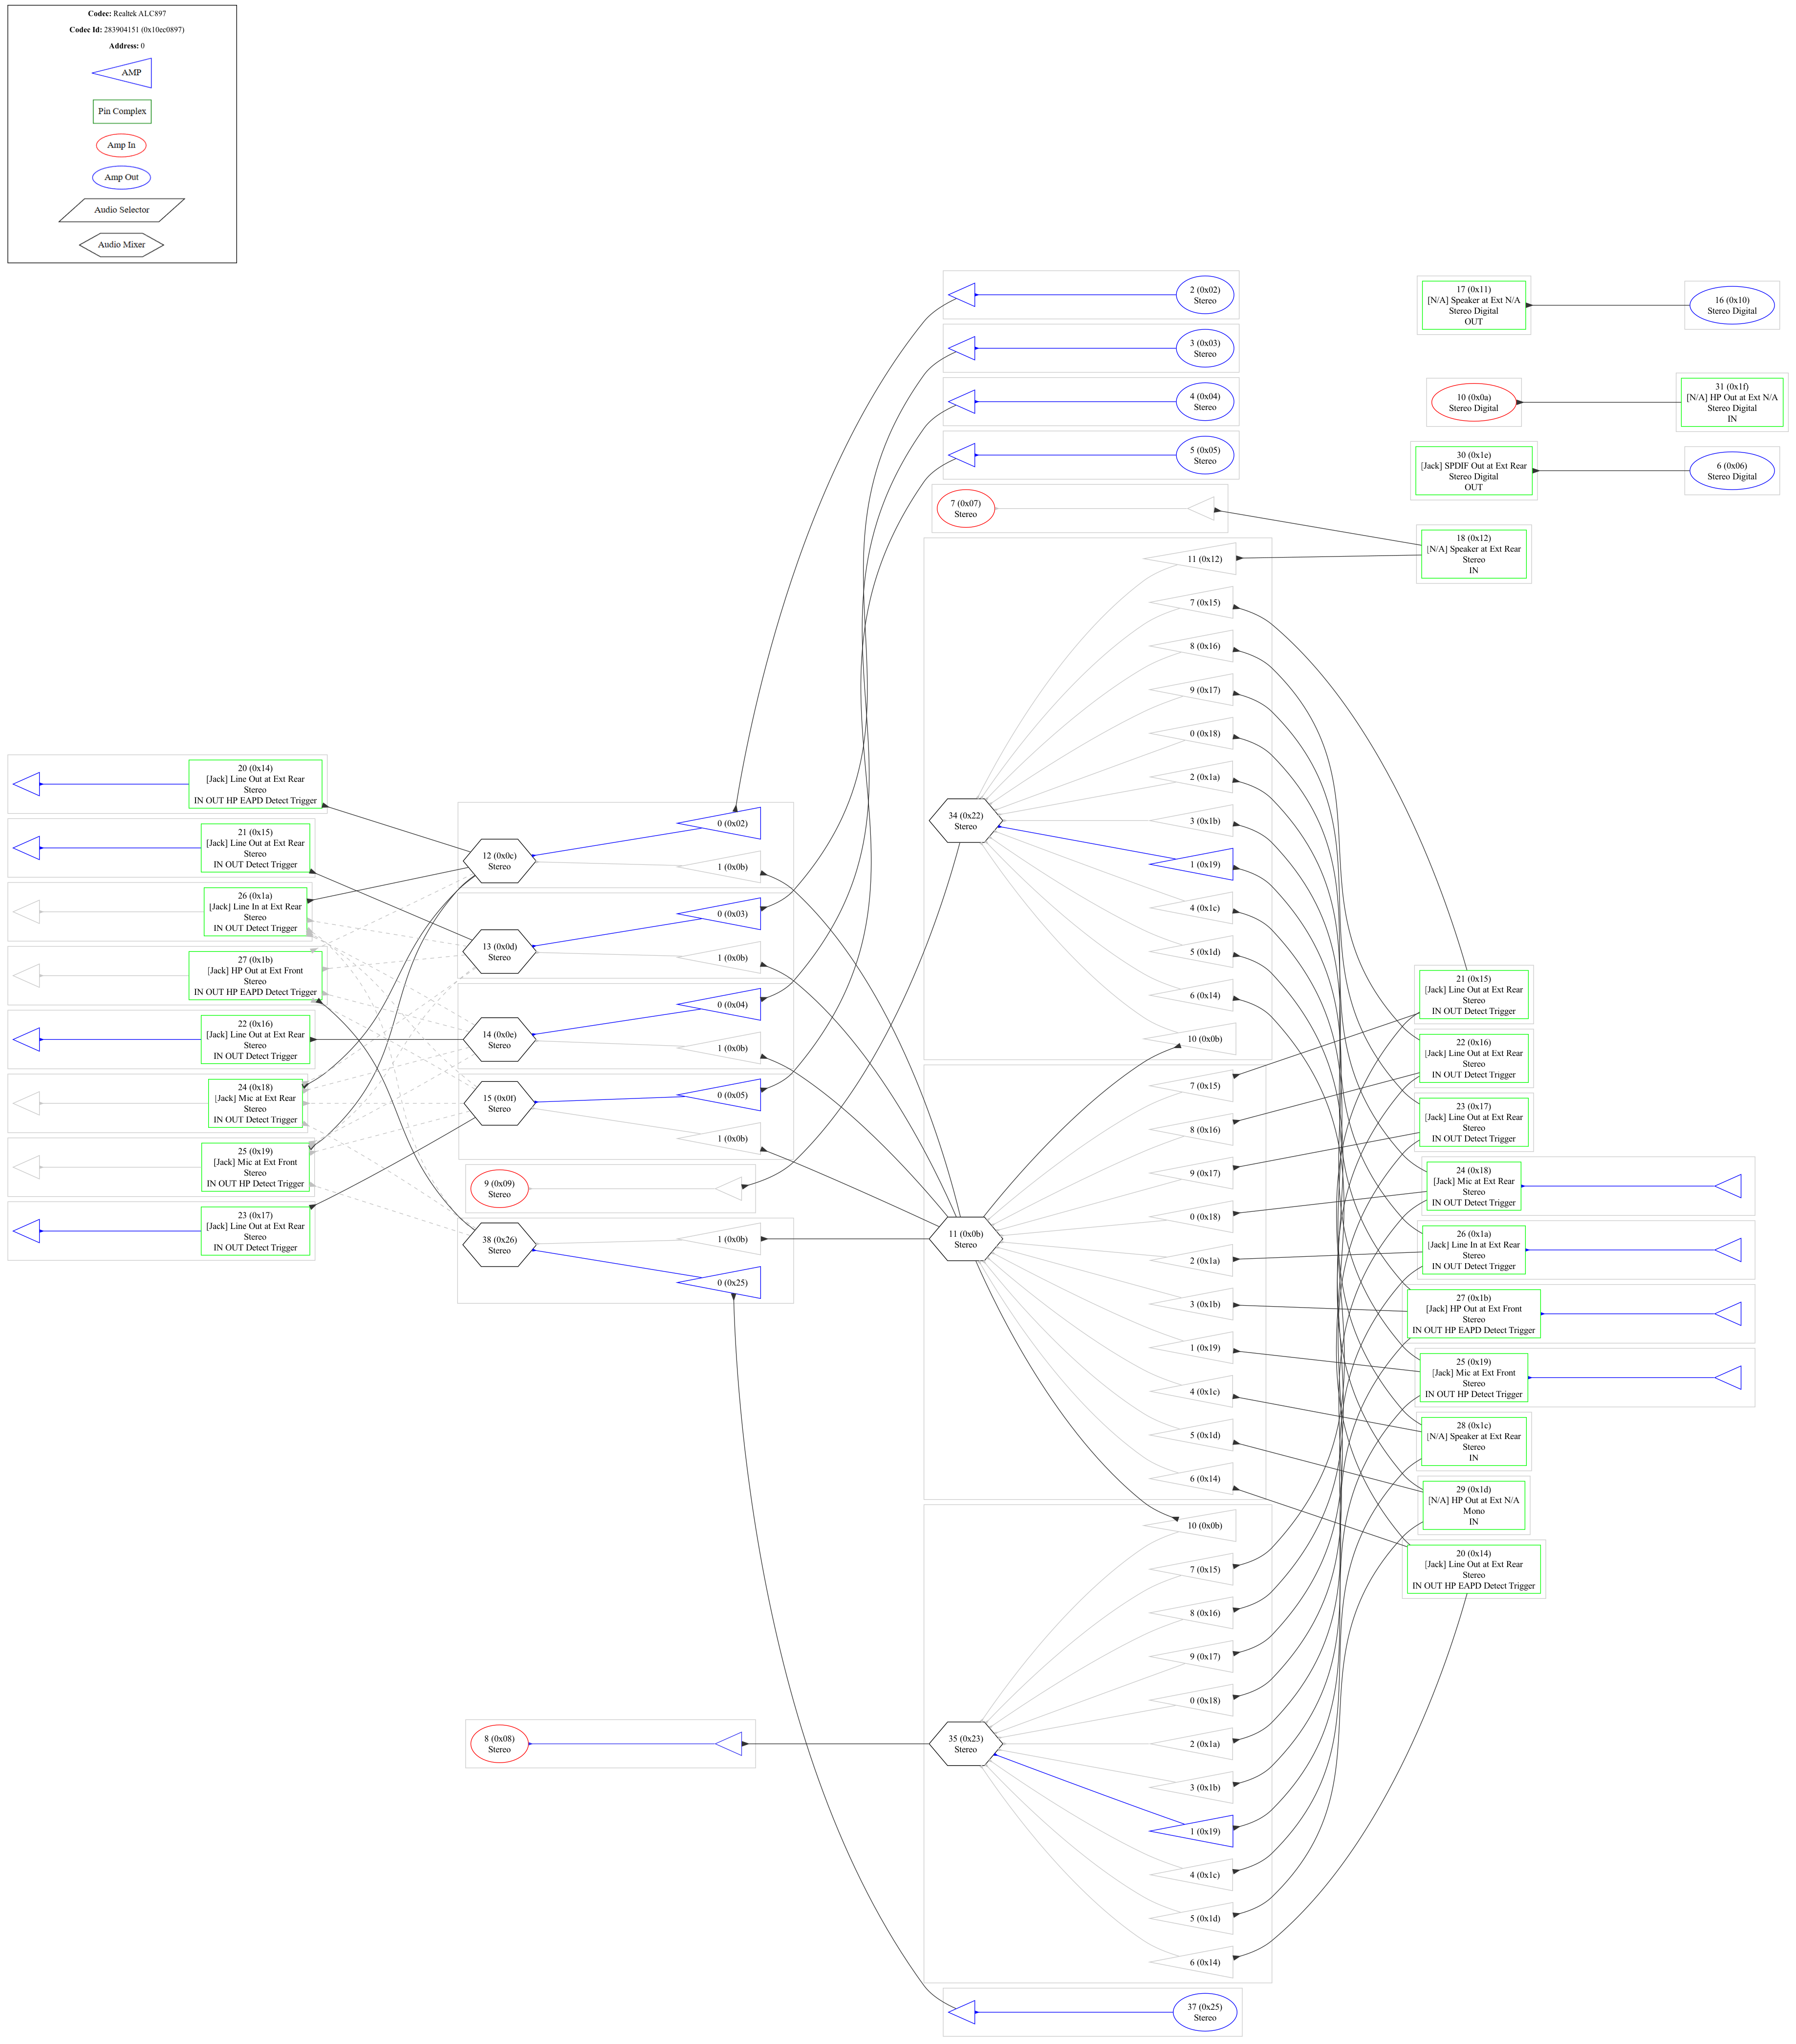 Codec: Realtek ALC897
Codec Id: 283904151 (0x10ec0897)
Address: 0
AMP
Pin Complex
Amp In
Amp Out
Audio Selector
Audio Mixer
20 (0x14)
[Jack] Line Out at Ext Rear
Stereo
IN OUT HP EAPD Detect Trigger
21 (0x15)
[Jack] Line Out at Ext Rear
Stereo
IN OUT Detect Trigger
26 (0x1a)
[Jack] Line In at Ext Rear
Stereo
IN OUT Detect Trigger
27 (0x1b)
[Jack] HP Out at Ext Front
Stereo
IN OUT HP EAPD Detect Trigger
22 (0x16)
[Jack] Line Out at Ext Rear
Stereo
IN OUT Detect Trigger
24 (0x18)
[Jack] Mic at Ext Rear
Stereo
IN OUT Detect Trigger
25 (0x19)
[Jack] Mic at Ext Front
Stereo
IN OUT HP Detect Trigger
23 (0x17)
[Jack] Line Out at Ext Rear
Stereo
IN OUT Detect Trigger
12 (0x0c)
Stereo
0 (0x02)
1 (0x0b)
13 (0x0d)
Stereo
0 (0x03)
1 (0x0b)
14 (0x0e)
Stereo
0 (0x04)
1 (0x0b)
15 (0x0f)
Stereo
0 (0x05)
1 (0x0b)
9 (0x09)
Stereo
38 (0x26)
Stereo
1 (0x0b)
0 (0x25)
8 (0x08)
Stereo
2 (0x02)
Stereo
3 (0x03)
Stereo
4 (0x04)
Stereo
5 (0x05)
Stereo
7 (0x07)
Stereo
34 (0x22)
Stereo
11 (0x12)
7 (0x15)
8 (0x16)
9 (0x17)
0 (0x18)
2 (0x1a)
3 (0x1b)
1 (0x19)
4 (0x1c)
5 (0x1d)
6 (0x14)
10 (0x0b)
11 (0x0b)
Stereo
7 (0x15)
8 (0x16)
9 (0x17)
0 (0x18)
2 (0x1a)
3 (0x1b)
1 (0x19)
4 (0x1c)
5 (0x1d)
6 (0x14)
35 (0x23)
Stereo
10 (0x0b)
7 (0x15)
8 (0x16)
9 (0x17)
0 (0x18)
2 (0x1a)
3 (0x1b)
1 (0x19)
4 (0x1c)
5 (0x1d)
6 (0x14)
37 (0x25)
Stereo
17 (0x11)
[N/A] Speaker at Ext N/A
Stereo Digital
OUT
16 (0x10)
Stereo Digital
10 (0x0a)
Stereo Digital
31 (0x1f)
[N/A] HP Out at Ext N/A
Stereo Digital
IN
30 (0x1e)
[Jack] SPDIF Out at Ext Rear
Stereo Digital
OUT
6 (0x06)
Stereo Digital
18 (0x12)
[N/A] Speaker at Ext Rear
Stereo
IN
21 (0x15)
[Jack] Line Out at Ext Rear
Stereo
IN OUT Detect Trigger
22 (0x16)
[Jack] Line Out at Ext Rear
Stereo
IN OUT Detect Trigger
23 (0x17)
[Jack] Line Out at Ext Rear
Stereo
IN OUT Detect Trigger
24 (0x18)
[Jack] Mic at Ext Rear
Stereo
IN OUT Detect Trigger
26 (0x1a)
[Jack] Line In at Ext Rear
Stereo
IN OUT Detect Trigger
27 (0x1b)
[Jack] HP Out at Ext Front
Stereo
IN OUT HP EAPD Detect Trigger
25 (0x19)
[Jack] Mic at Ext Front
Stereo
IN OUT HP Detect Trigger
28 (0x1c)
[N/A] Speaker at Ext Rear
Stereo
IN
29 (0x1d)
[N/A] HP Out at Ext N/A
Mono
IN
20 (0x14)
[Jack] Line Out at Ext Rear
Stereo
IN OUT HP EAPD Detect Trigger